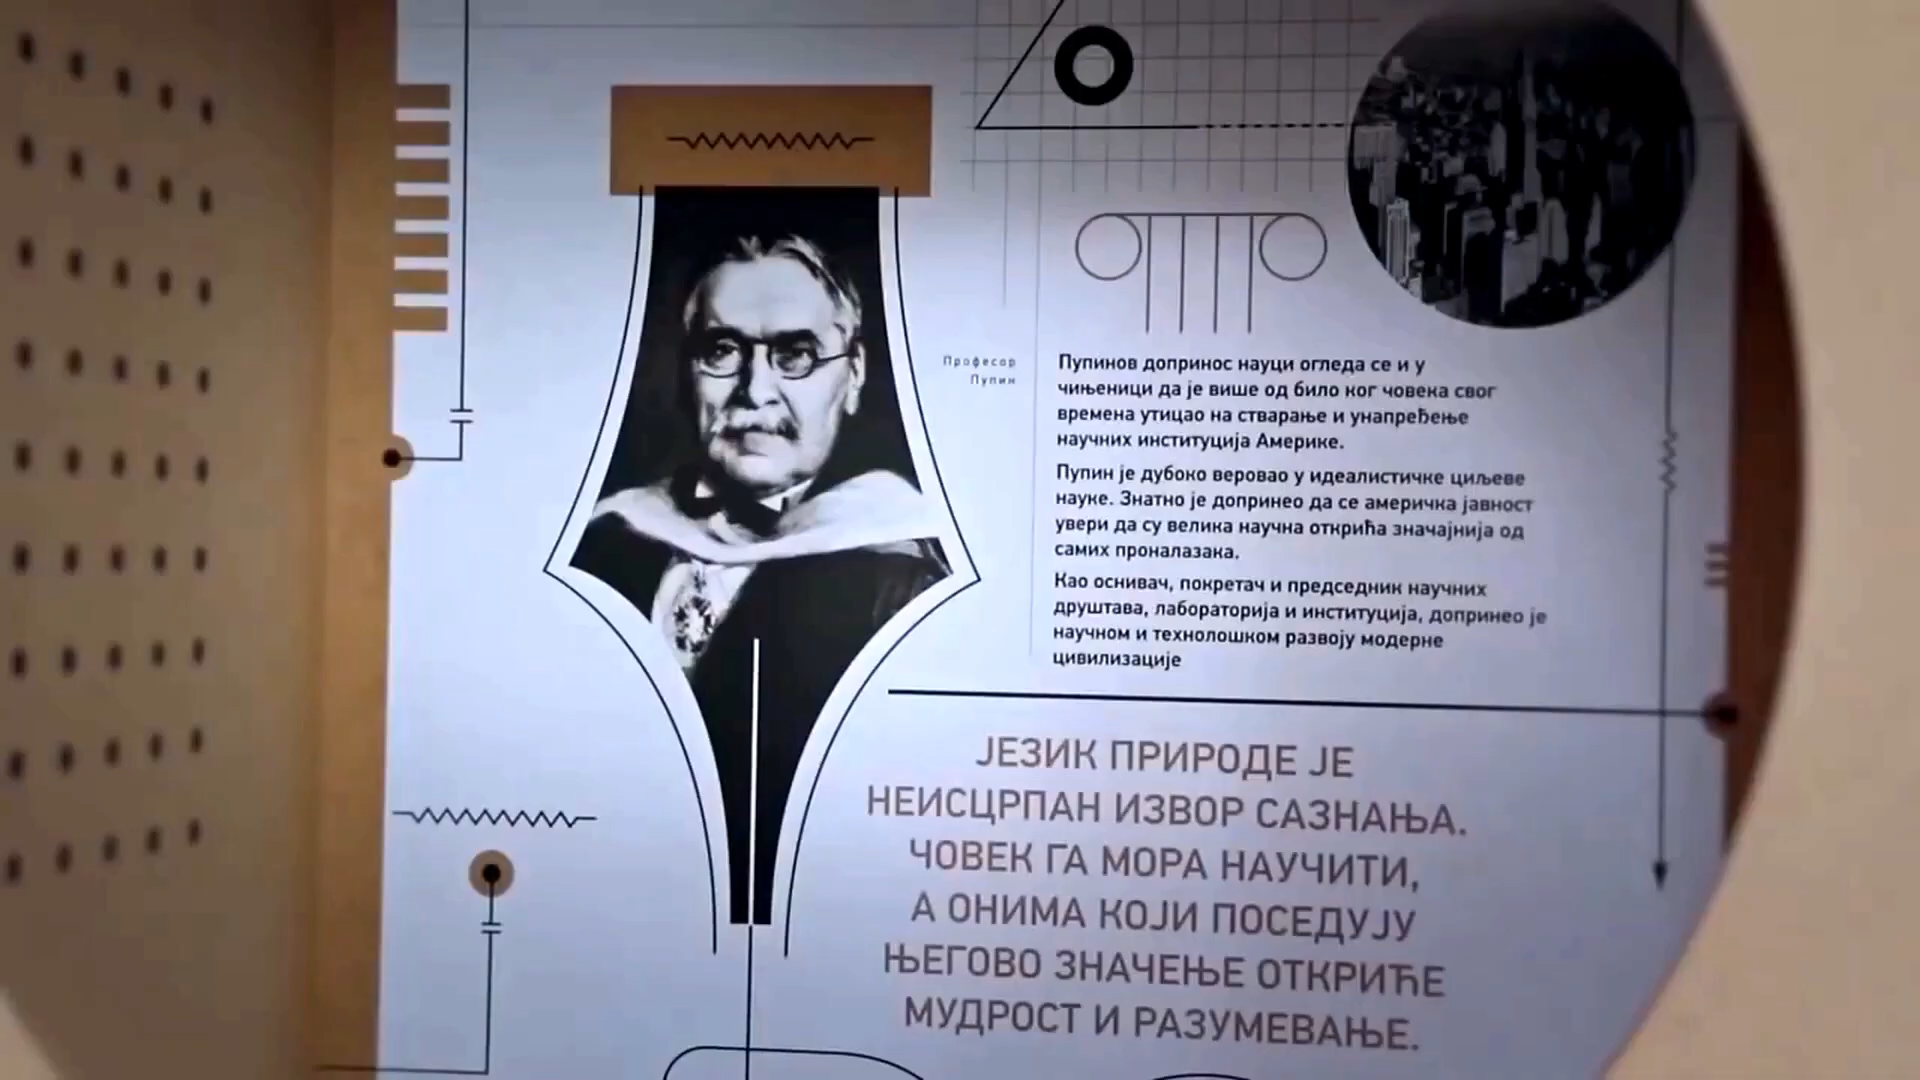 Професор
Пупин
Пупинов допринос науци огледа се и у
чињеници да је више од било ког човека свог
времена утицао на стварање и унапређење
научних институција Америке.
Пупин је дубоко веровао у идеалистичке циљеве
науке. Знатно је допринео да се америчка јавност
увери да су велика научна открића значајнија од
самих проналазака.
Као оснивач, покретач и председник научних
друштава, лабораторија и институција, допринео је
научном и технолошком развоју модерне
цивилизације
ЈЕЗИК ПРИРОДЕ ЈЕ
НЕИСЦРПАН ИЗВОР САЗНАЊА.
ЧОВЕК ГА МОРА НАУЧИТИ,
А ОНИМА КОЈИ ПОСЕДУЈУ
ЊЕГОВО ЗНАЧЕЊЕ ОТКРИЋЕ
МУДРОСТ И РАЗУМЕВАЊЕ.